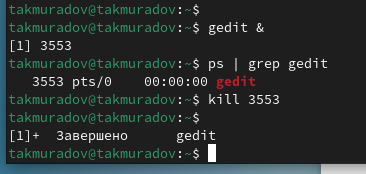 takmuradov@takmuradov:~$
takmuradov@takmuradov:~$ gedit &
[1] 3553
takmuradov@takmuradov:~$ ps | grep gedit
   3553 pts/0    00:00:00 gedit
takmuradov@takmuradov:~$ kill 3553
takmuradov@takmuradov:~$
[1]+  Завершено      gedit
takmuradov@takmuradov:~$